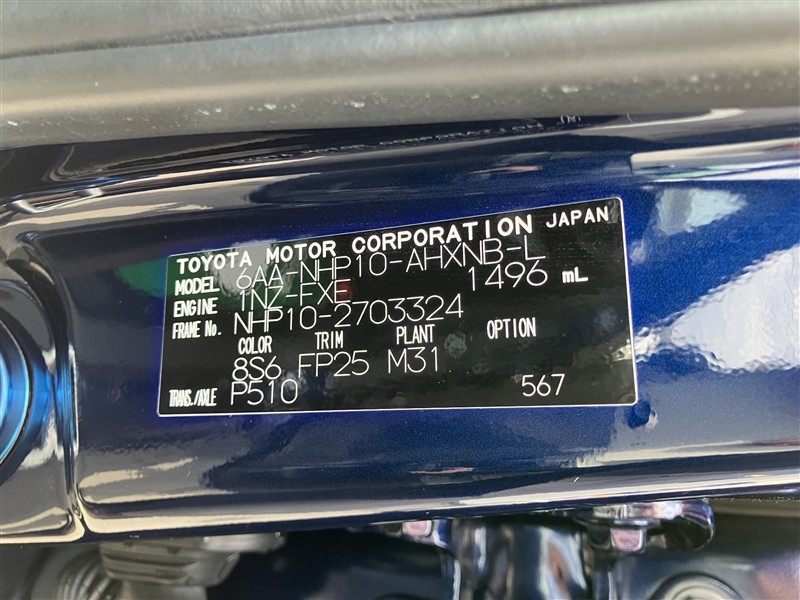 TOYOTA MOTOR CORPORATION JAPAN
MODEL 6AA-NHP10-AHXNB-L
ENGINE 1NZ-FXE 1496 mL
FRAME No. NHP10-2703324
COLOR TRIM PLANT OPTION
8S6 FP25 M31
TRANS./AXLE P510 567